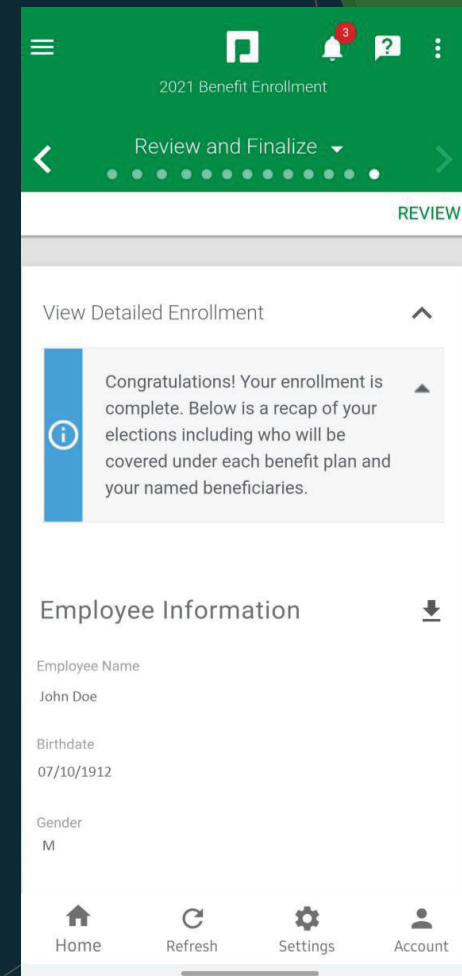 3
?
2021 Benefit Enrollment
Review and Finalize
REVIEW
View Detailed Enrollment
Congratulations! Your enrollment is
complete. Below is a recap of your
elections including who will be
covered under each benefit plan and
your named beneficiaries.
Employee Information
Employee Name
John Doe
Birthdate
07/10/1912
Gender
M
Home Refresh Settings Account